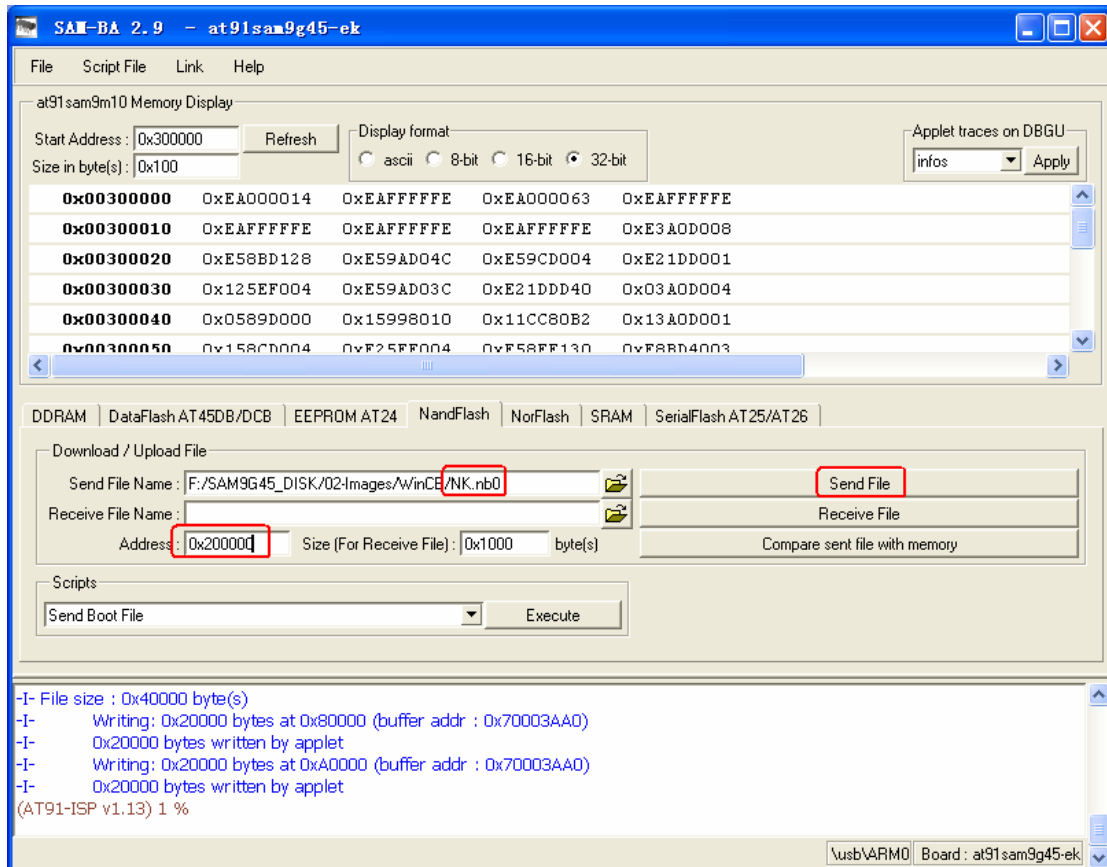 SAM-BA 2.9 - at91sam9g45-ek
File Script File Link Help
at91sam9m10 Memory Display
Start Address : 0x300000 Refresh
Size in byte(s) : 0x100
Display format
ascii 8-bit 16-bit 32-bit
Applet traces on DBGU
infos Apply
0x00300000 0xEA000014 0xEAFFFFFE 0xEA000063 0xEAFFFFFE
0x00300010 0xEAFFFFFE 0xEAFFFFFE 0xEAFFFFFE 0xE3A0D008
0x00300020 0xE58BD128 0xE59AD04C 0xE59CD004 0xE21DD001
0x00300030 0x125EF004 0xE59AD03C 0xE21DDD40 0x03A0D004
0x00300040 0x0589D000 0x15998010 0x11CC80B2 0x13A0D001
0x00300050 0x158CD004 0xE25EF004 0xE58EE130 0xE8BD4003
DDRAM DataFlash AT45DB/DCB EEPROM AT24 NandFlash NorFlash SRAM SerialFlash AT25/AT26
Download / Upload File
Send File Name : F:/SAM9G45_DISK/02-Images/WinCE/NK.nb0 Send File
Receive File Name : Receive File
Address : 0x200000 Size (For Receive File) : 0x1000 byte(s) Compare sent file with memory
Scripts
Send Boot File Execute
-I- File size : 0x40000 byte(s)
-I- Writing: 0x20000 bytes at 0x80000 (buffer addr : 0x70003AA0)
-I- 0x20000 bytes written by applet
-I- Writing: 0x20000 bytes at 0xA0000 (buffer addr : 0x70003AA0)
-I- 0x20000 bytes written by applet
(AT91-ISP v1.13) 1 %
\usb\ARM0 Board : at91sam9g45-ek